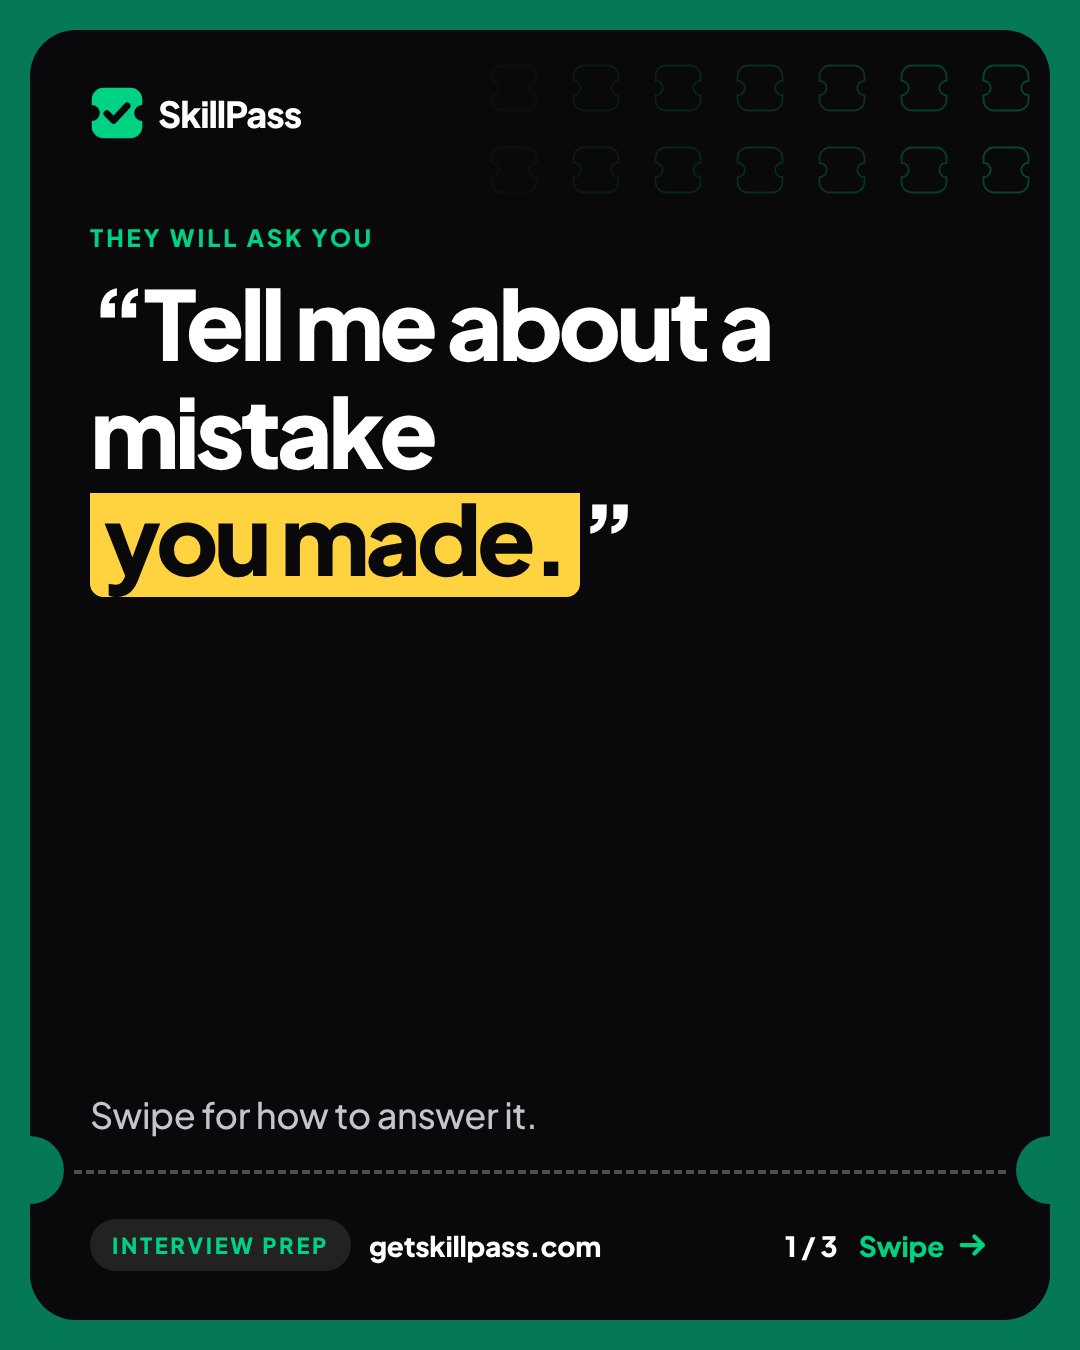 SkillPass
THEY WILL ASK YOU
“Tell me about a
mistake
you made.”
Swipe for how to answer it.
INTERVIEW PREP getskillpass.com 1 / 3 Swipe →